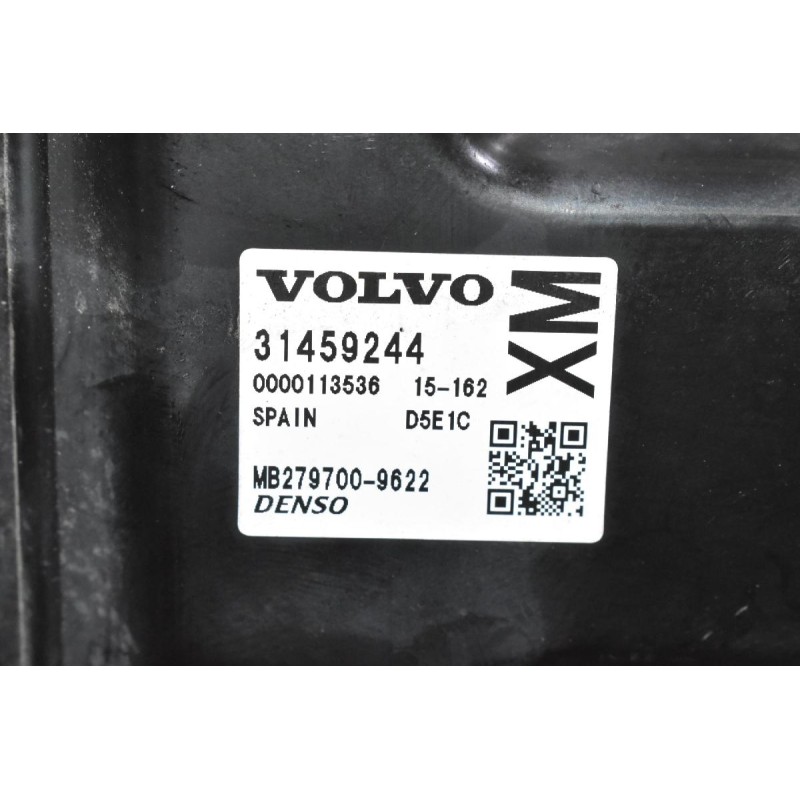 VOLVO
31459244
0000113536 15-162
SPAIN D5E1C
MB279700-9622
DENSO
XM